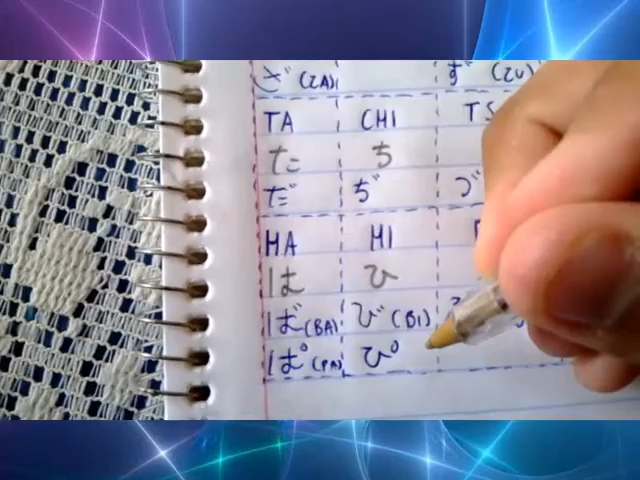 ざ (ZA) ず (ZU)
TA CHI TS
た ち
だ ぢ づ
HA HI
は ひ
ば (BA) び (BI)
ぱ (PA) ぴ